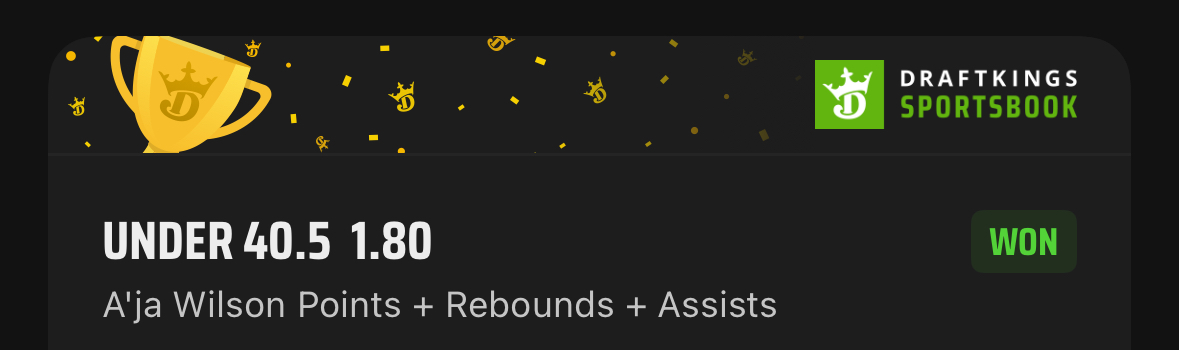 DRAFTKINGS
SPORTSBOOK
UNDER 40.5 1.80
WON
A'ja Wilson Points + Rebounds + Assists